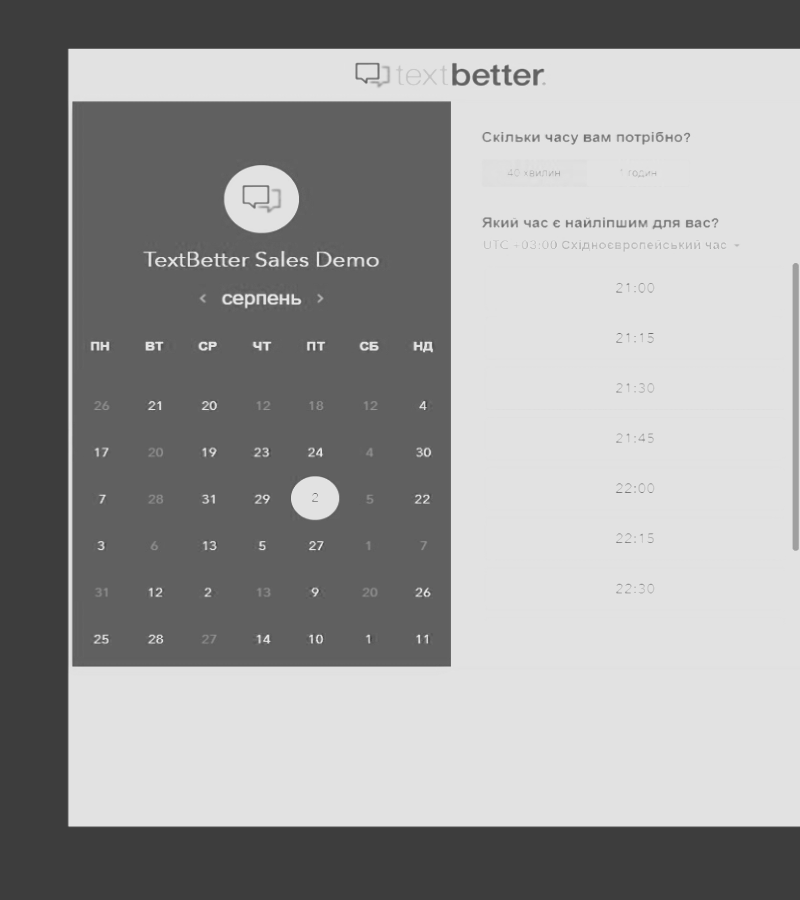 textbetter.
TextBetter Sales Demo
‹ серпень ›
ПН ВТ СР ЧТ ПТ СБ НД
26 21 20 12 18 12 4
17 20 19 23 24 4 30
7 28 31 29 2 5 22
3 6 13 5 27 1 7
31 12 2 13 9 20 26
25 28 27 14 10 1 11
Скільки часу вам потрібно?
40 хвилин 1 годин
Який час є найліпшим для вас?
UTC +03:00 Східноєвропейський час
21:00
21:15
21:30
21:45
22:00
22:15
22:30